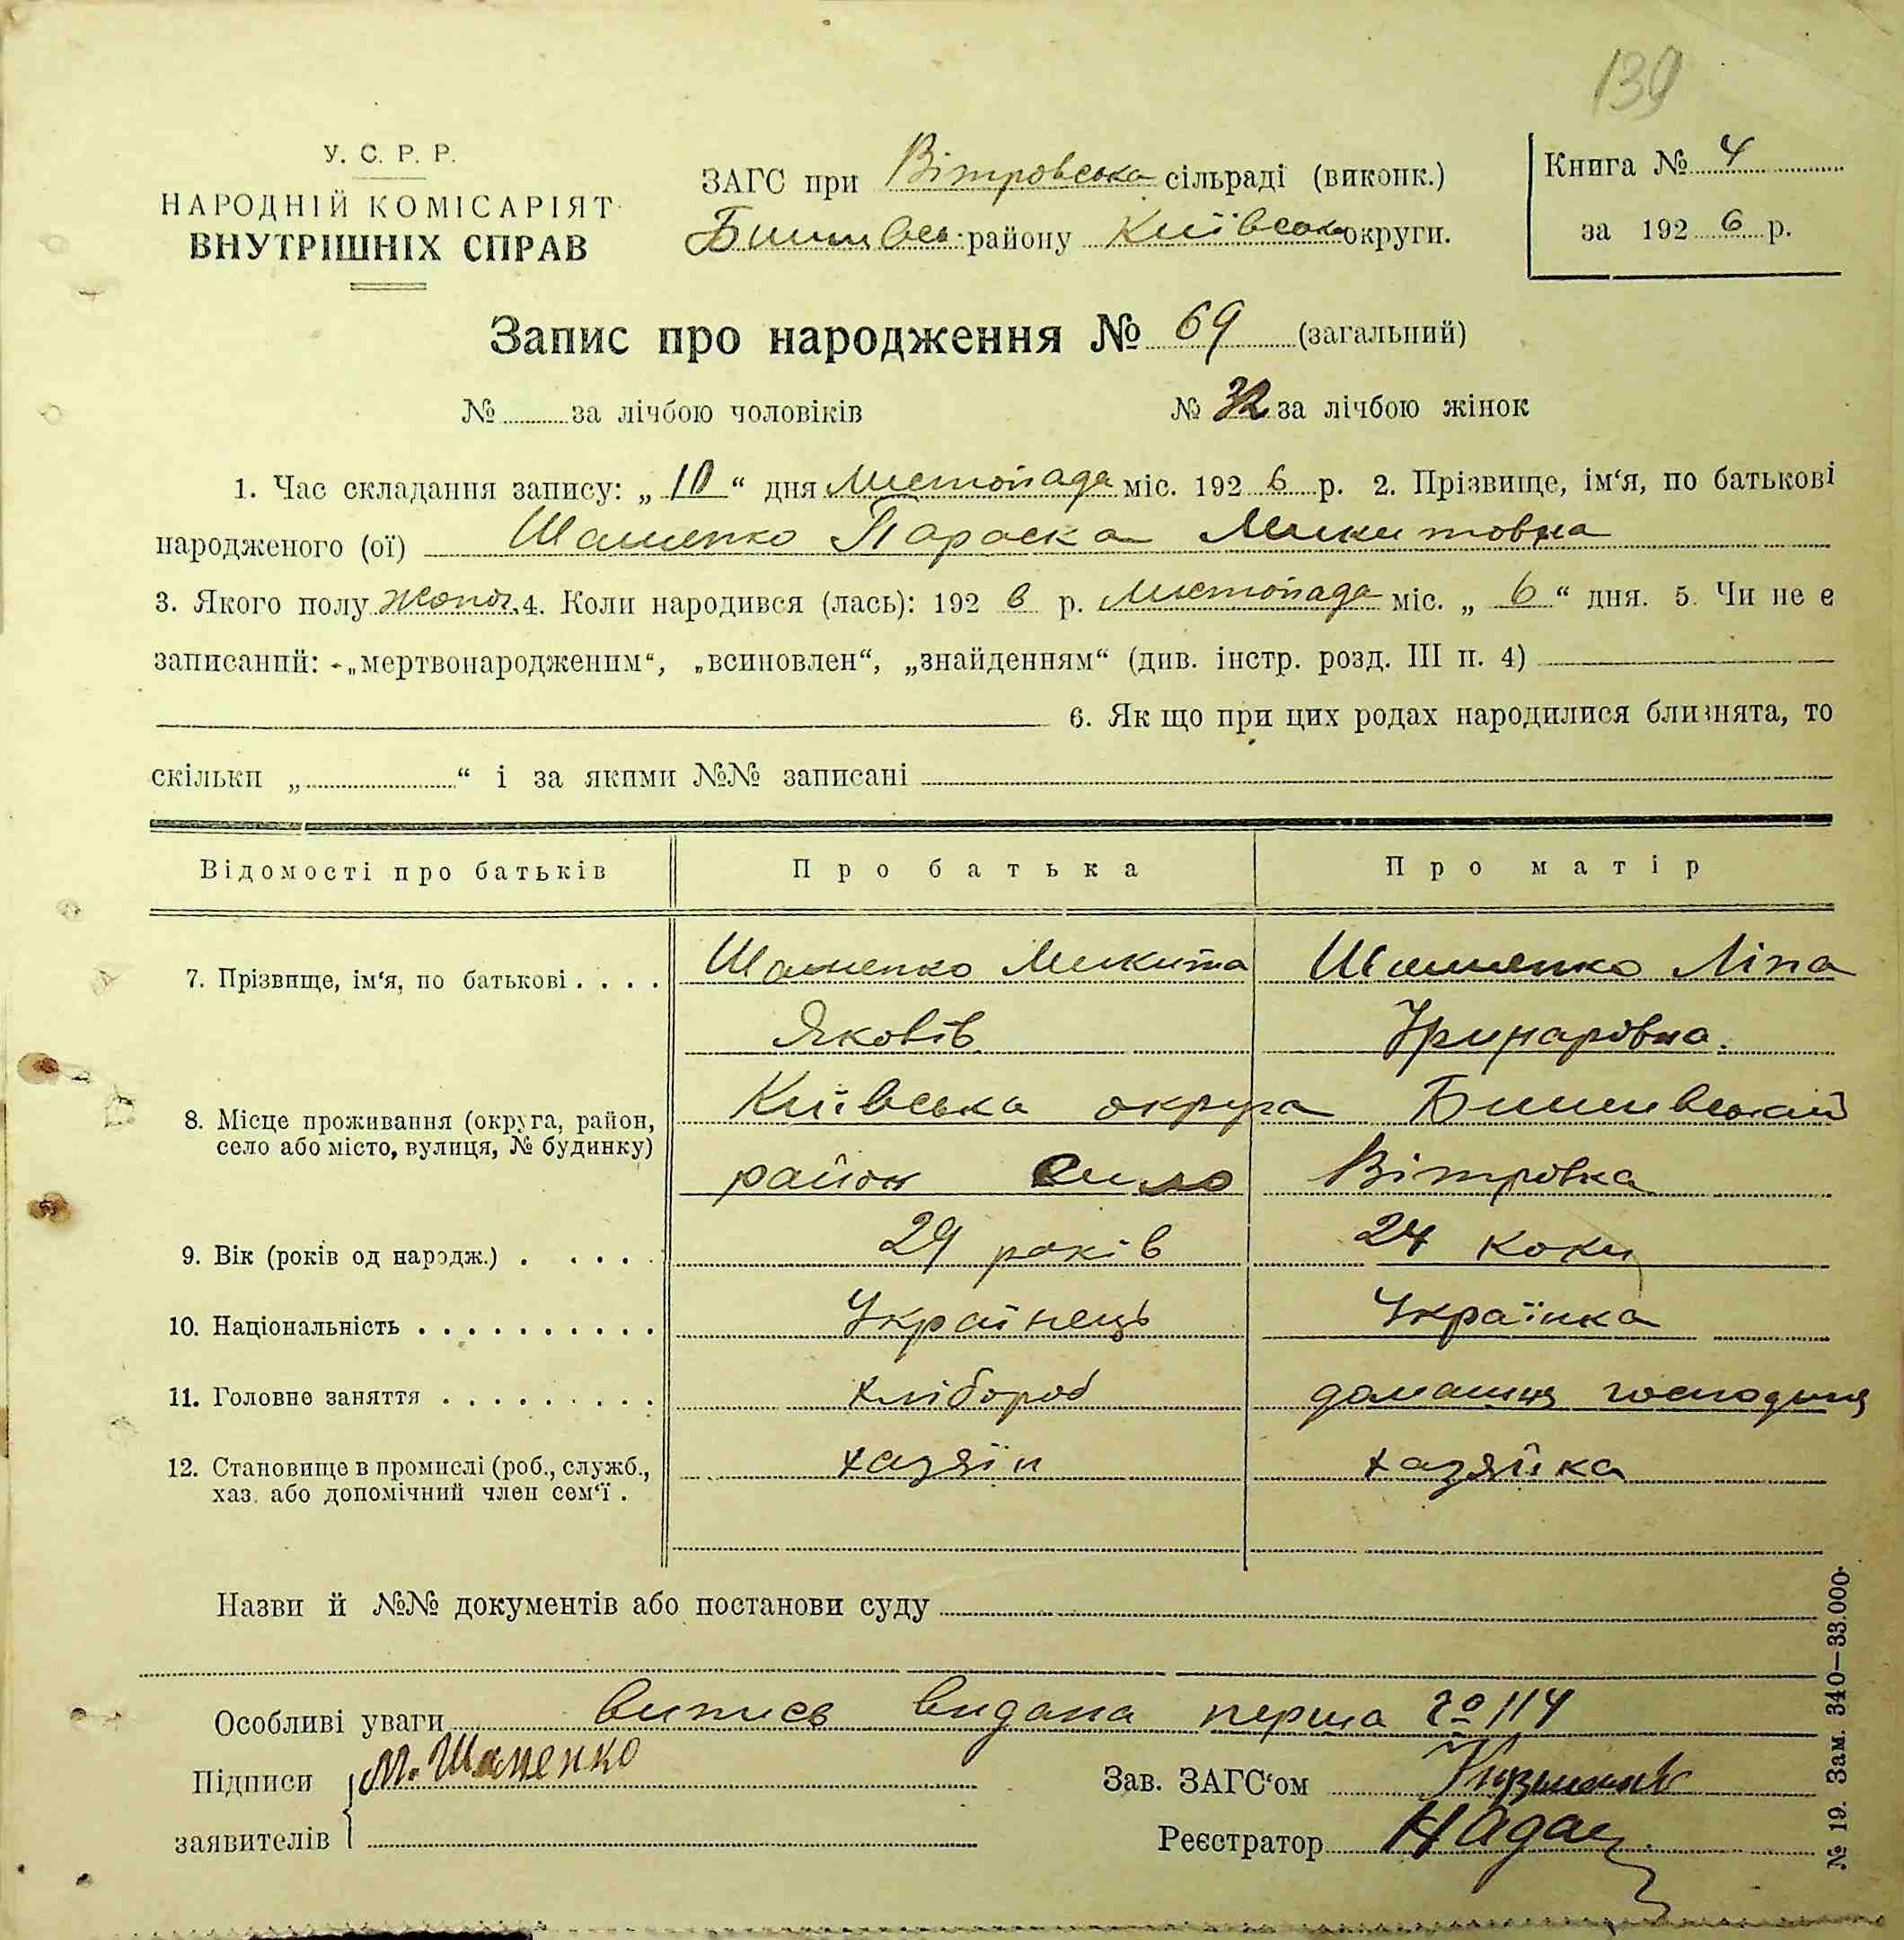 139
У. С. Р. Р.
НАРОДНІЙ КОМІСАРІЯТ
ВНУТРІШНІХ СПРАВ
ЗАГС при Вітровська сільраді (виконк.)
Бишивсь. району Київська округи.
Книга № 4
за 1926 р.
Запис про народження № 69 (загальний)
№ за лічбою чоловіків № 32 за лічбою жінок
1. Час складання запису: „10“ дня Листопада міс. 1926 р. 2. Прізвище, ім‘я, по батькові
народженого (ої) Шаменко Параска Микитовна
3. Якого полу жоноч. 4. Коли народився (лась): 1926 р. Листопада міс. „6“ дня. 5. Чи не є
записаний: -„мертвонародженим“, „всиновлен“, „знайденням“ (див. інстр. розд. III п. 4)
6. Як що при цих родах народилися близнята, то
скільки „ “ і за якими №№ записані
Відомості про батьків Про батька Про матір
7. Прізвище, ім‘я, по батькові . . . . Шаменко Микита Шаменко Ліпа
Яковів
8. Місце проживання (округа, район, село або місто, вулиця, № будинку) Київська округа Бишивський
район село Вітровка
9. Вік (років од народж.) . . . . . 29 років 24 роки
10. Національність . . . . . . . . . . Українець Українка
11. Головне заняття . . . . . . . . . хлібороб домашня господиня
12. Становище в промислі (роб., служб., хаз. або допомічний член сем‘ї . хазяїн хазяйка
Назви й №№ документів або постанови суду
Особливі уваги витись видана перша № 114
Підписи М. Шаменко
заявителів
Зав. ЗАГС‘ом
Реєстратор
№ 19. Зам. 340—33.000.